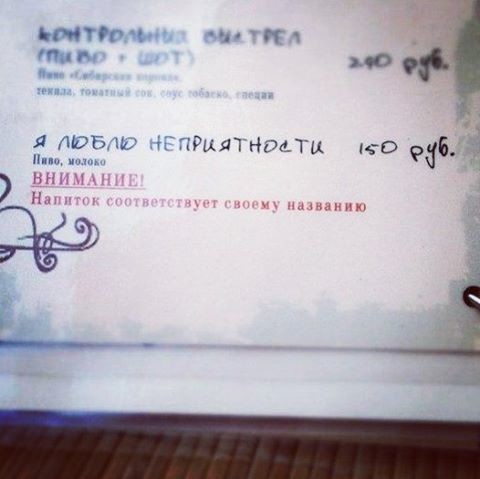 КОНТРОЛЬНЫЙ ВЫСТРЕЛ
(ПИВО + ШОТ) 240 руб.
Пиво «Сибирская корона»,
текила, томатный сок, соус тобаско, специи
Я ЛЮБЛЮ НЕПРИЯТНОСТИ 150 руб.
Пиво, молоко
ВНИМАНИЕ!
Напиток соответствует своему названию